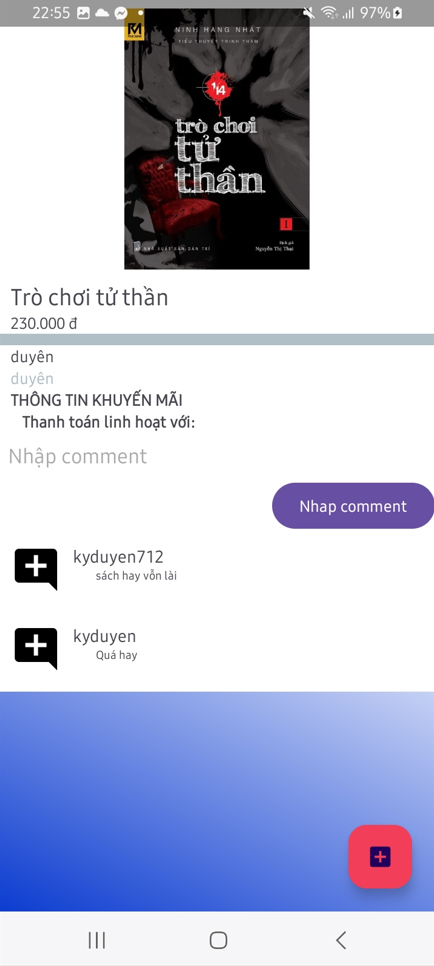 22:55
97%
NINH HÀNG NHẤT
TIỂU THUYẾT TRINH THÁM
1/14
trò chơi
tử
thần
I
Dịch giả
Nguyễn Thị Thại
NHÀ XUẤT BẢN DÂN TRÍ
Trò chơi tử thần
230.000 đ
duyên
duyên
THÔNG TIN KHUYẾN MÃI
Thanh toán linh hoạt với:
Nhập comment
Nhap comment
kyduyen712
sách hay vỗn lài
kyduyen
Quá hay